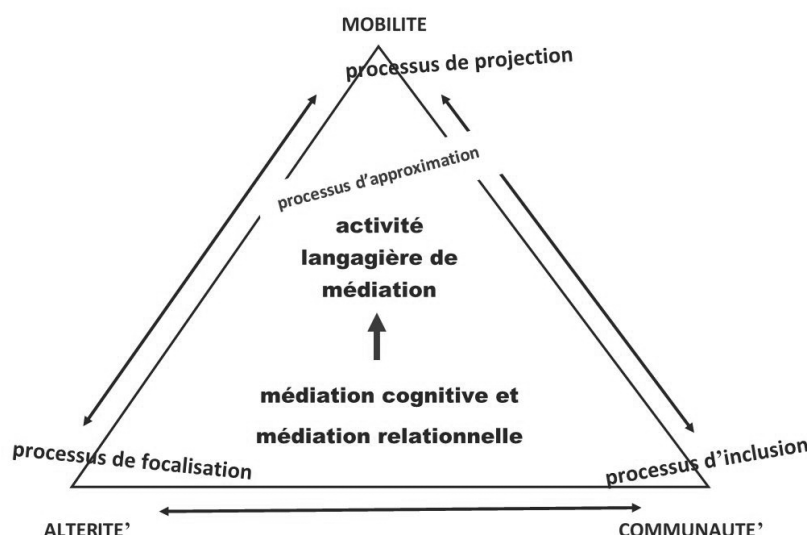 MOBILITE
processus de projection
processus d'approximation
activité
langagière de
médiation
médiation cognitive et
médiation relationnelle
processus de focalisation
processus d'inclusion
ALTERITE’
COMMUNAUTE’